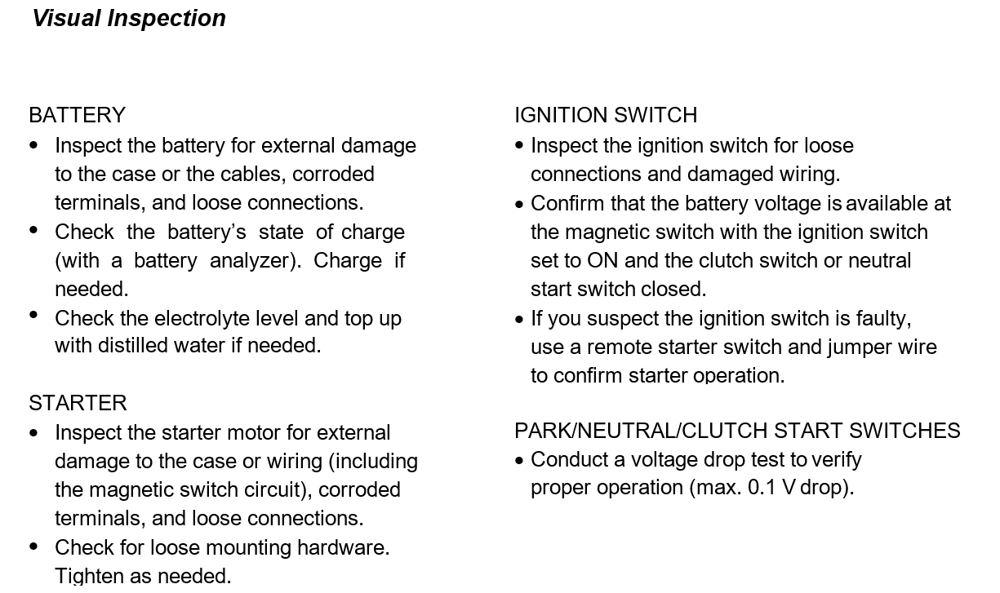 Visual Inspection
BATTERY
• Inspect the battery for external damage
to the case or the cables, corroded
terminals, and loose connections.
• Check the battery’s state of charge
(with a battery analyzer). Charge if
needed.
• Check the electrolyte level and top up
with distilled water if needed.
STARTER
• Inspect the starter motor for external
damage to the case or wiring (including
the magnetic switch circuit), corroded
terminals, and loose connections.
• Check for loose mounting hardware.
Tighten as needed.
IGNITION SWITCH
• Inspect the ignition switch for loose
connections and damaged wiring.
• Confirm that the battery voltage is available at
the magnetic switch with the ignition switch
set to ON and the clutch switch or neutral
start switch closed.
• If you suspect the ignition switch is faulty,
use a remote starter switch and jumper wire
to confirm starter operation.
PARK/NEUTRAL/CLUTCH START SWITCHES
• Conduct a voltage drop test to verify
proper operation (max. 0.1 V drop).